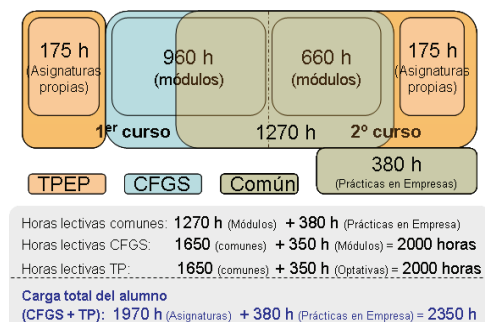 175 h
(Asignaturas
propias)
960 h
(módulos)
660 h
(módulos)
175 h
(Asignaturas
propias)
1er curso
1270 h
2º curso
380 h
(Prácticas en Empresas)
TPEP
CFGS
Común
Horas lectivas comunes: 1270 h (Módulos) + 380 h (Prácticas en Empresa)
Horas lectivas CFGS: 1650 (comunes) + 350 h (Módulos) = 2000 horas
Horas lectivas TP: 1650 (comunes) + 350 h (Optativas) = 2000 horas
Carga total del alumno
(CFGS + TP): 1970 h (Asignaturas) + 380 h (Prácticas en Empresa) = 2350 h